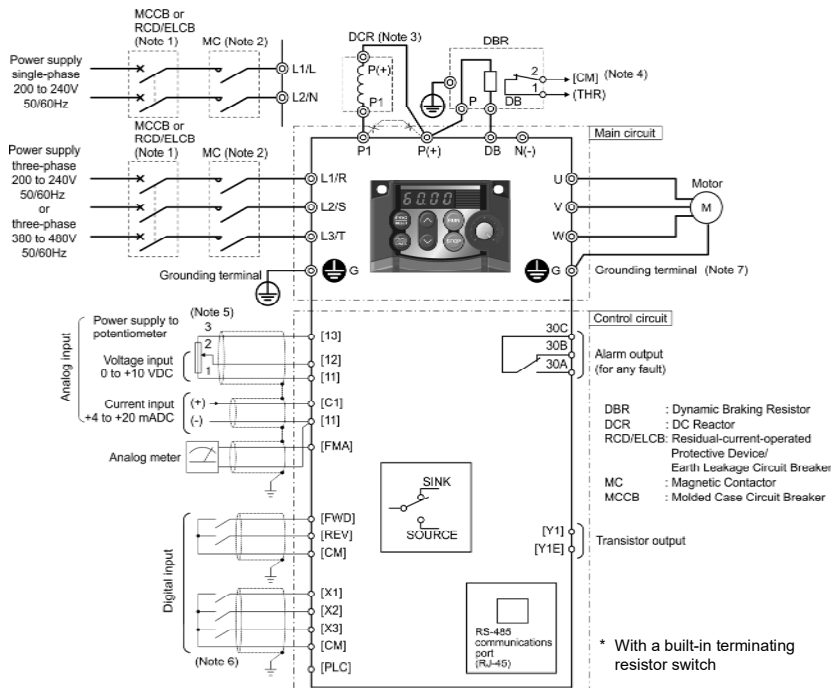 MCCB or
RCD/ELCB
(Note 1)
MC (Note 2)
Power supply
single-phase
200 to 240V
50/60Hz
L1/L
L2/N
DCR (Note 3)
P(+)
P1
DBR
P
DB
2
1
[CM] (Note 4)
(THR)
Main circuit
P1
P(+)
DB
N(-)
MCCB or
RCD/ELCB
(Note 1)
MC (Note 2)
Power supply
three-phase
200 to 240V
50/60Hz
or
three-phase
380 to 480V
50/60Hz
L1/R
L2/S
L3/T
60.00
RUN
STOP
U
V
W
Motor
M
Grounding terminal
G
G
Grounding terminal (Note 7)
Control circuit
Analog input
Power supply to
potentiometer
(Note 5)
3
2
1
Voltage input
0 to +10 VDC
[13]
[12]
[11]
Current input
+4 to +20 mADC
(+)
(-)
[C1]
[11]
Analog meter
[FMA]
30C
30B
30A
Alarm output
(for any fault)
DBR : Dynamic Braking Resistor
DCR : DC Reactor
RCD/ELCB: Residual-current-operated
Protective Device/
Earth Leakage Circuit Breaker
MC : Magnetic Contactor
MCCB : Molded Case Circuit Breaker
SINK
SOURCE
Digital input
[FWD]
[REV]
[CM]
[X1]
[X2]
[X3]
[CM]
(Note 6)
[PLC]
[Y1]
[Y1E]
Transistor output
RS-485
communications
port
(RJ-45)
* With a built-in terminating
resistor switch